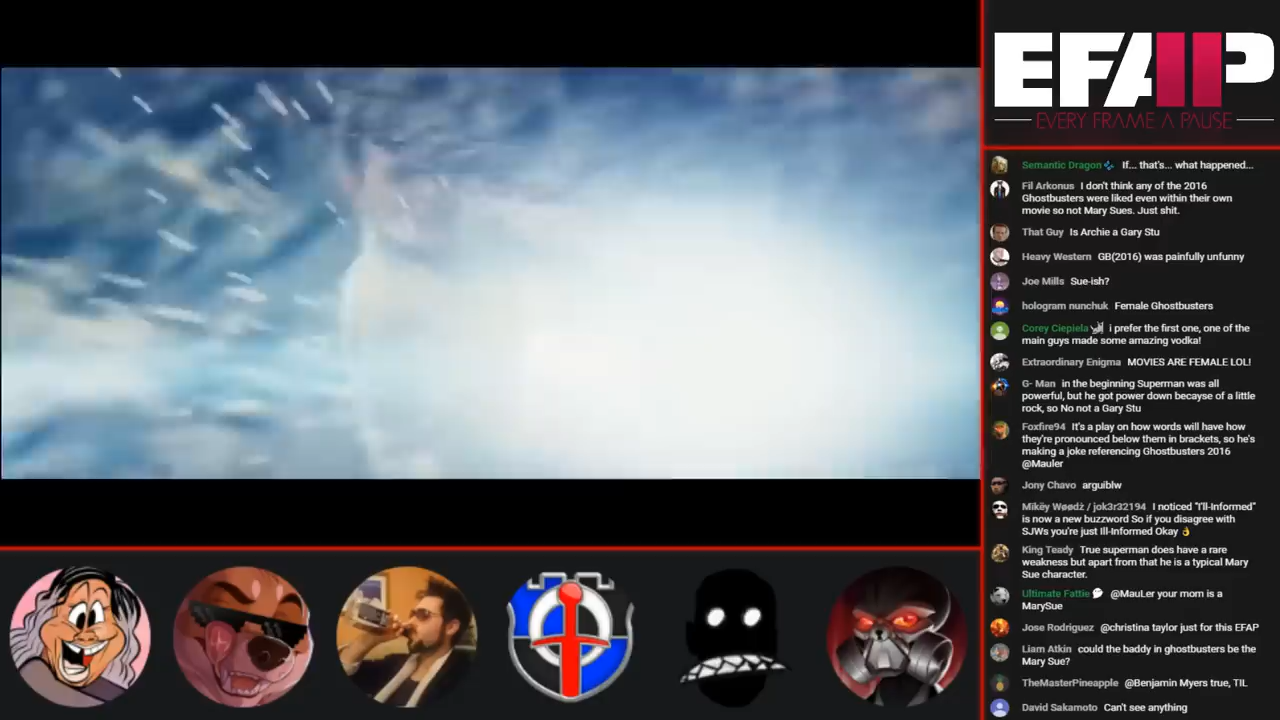 EFAP
EVERY FRAME A PAUSE
Semantic Dragon If... that's... what happened...
Fil Arkonus I don't think any of the 2016
Ghostbusters were liked even within their own
movie so not Mary Sues. Just shit.
That Guy Is Archie a Gary Stu
Heavy Western GB(2016) was painfully unfunny
Joe Mills Sue-ish?
hologram nunchuk Female Ghostbusters
Corey Ciepiela i prefer the first one, one of the
main guys made some amazing vodka!
Extraordinary Enigma MOVIES ARE FEMALE LOL!
G- Man in the beginning Superman was all
powerful, but he got power down becayse of a little
rock, so No not a Gary Stu
Foxfire94 It's a play on how words will have how
they're pronounced below them in brackets, so he's
making a joke referencing Ghostbusters 2016
@Mauler
Jony Chavo arguiblw
Mikëy Wøødż / jok3r32194 I noticed "I'll-Informed"
is now a new buzzword So if you disagree with
SJWs you're just Ill-Informed Okay 👌
King Teady True superman does have a rare
weakness but apart from that he is a typical Mary
Sue character.
Ultimate Fattie @MauLer your mom is a
MarySue
Jose Rodriguez @christina taylor just for this EFAP
Liam Atkin could the baddy in ghostbusters be the
Mary Sue?
TheMasterPineapple @Benjamin Myers true, TIL
David Sakamoto Can't see anything